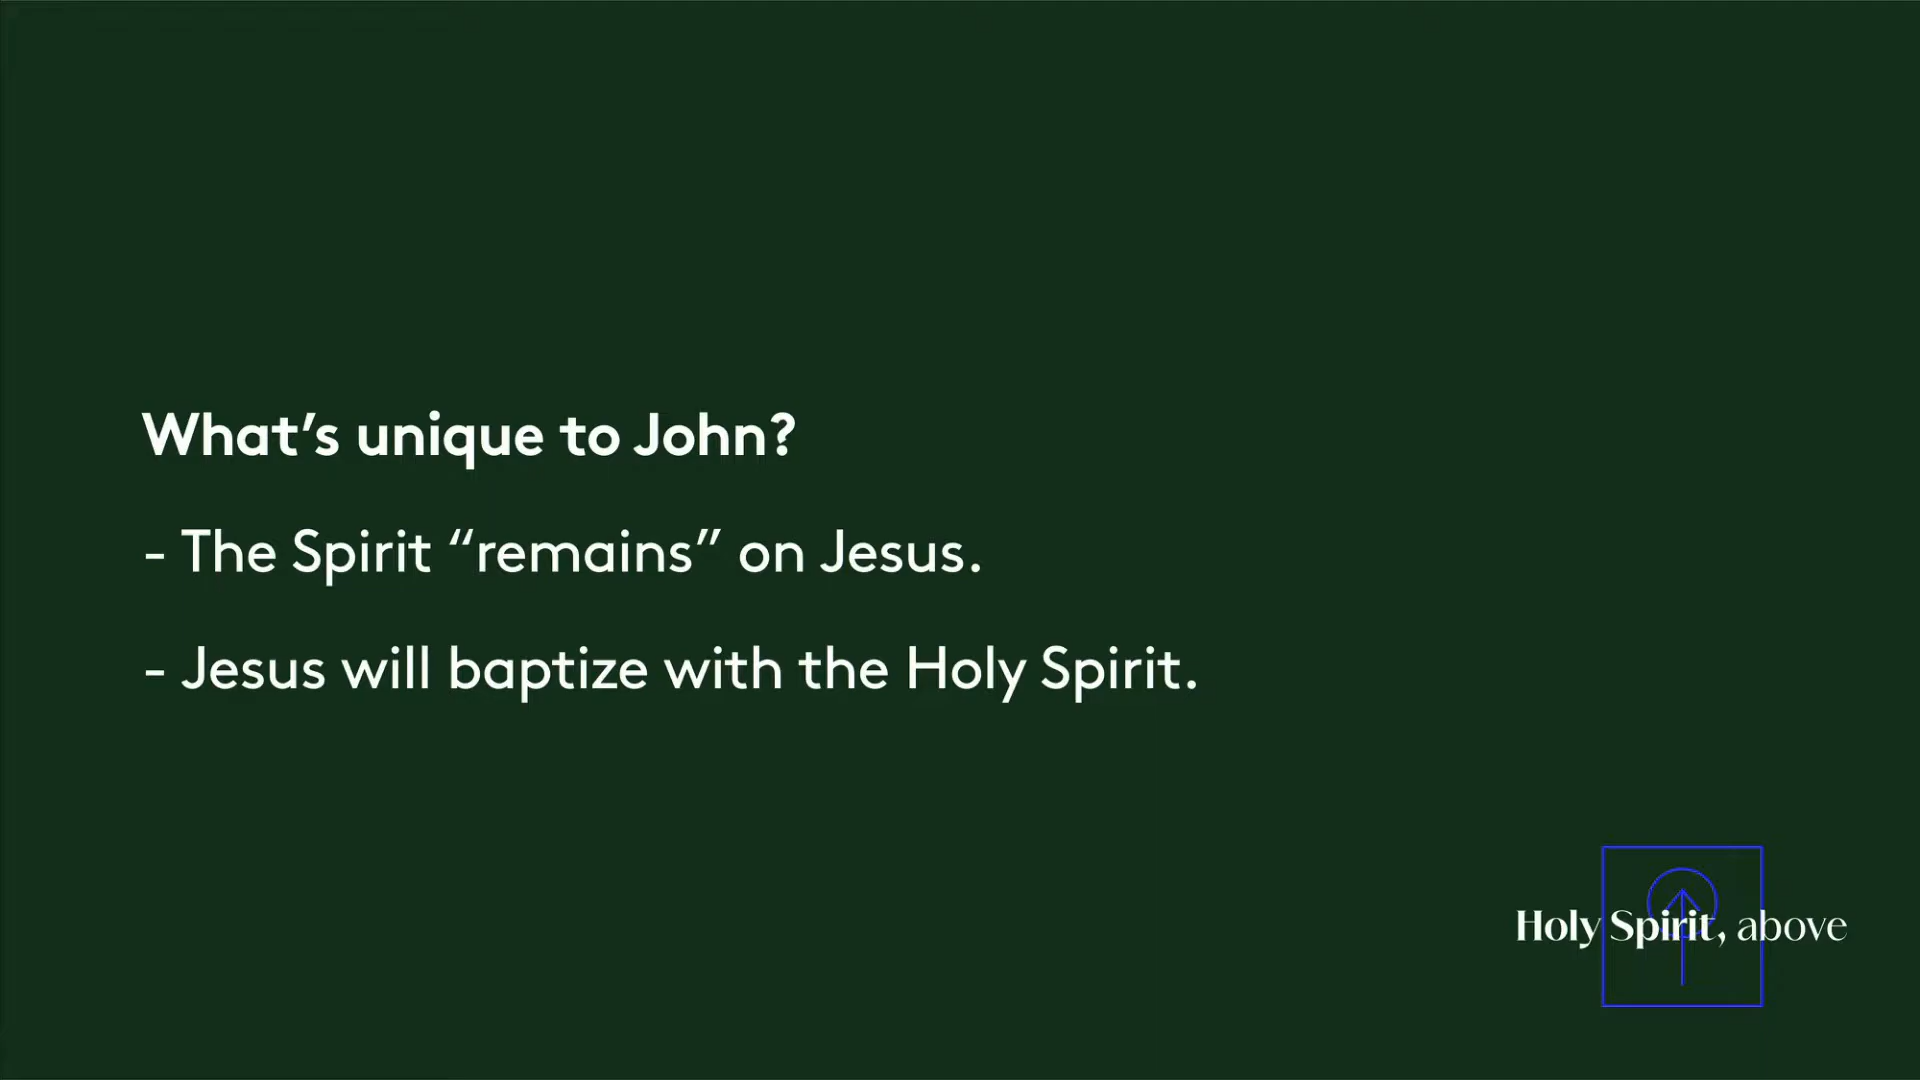 What’s unique to John?
- The Spirit “remains” on Jesus.
- Jesus will baptize with the Holy Spirit.
Holy Spirit, above